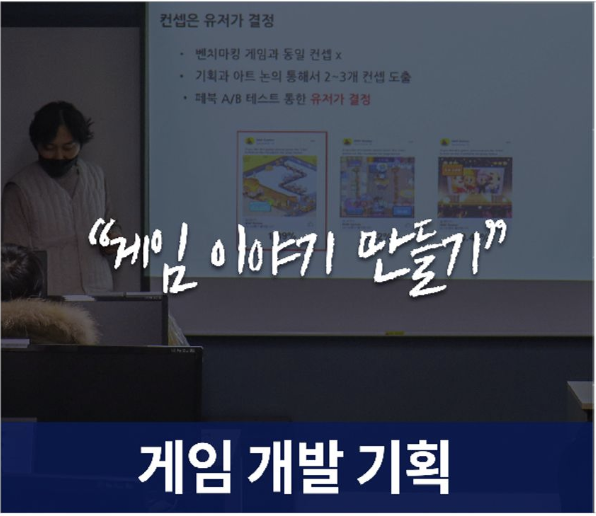 컨셉은 유저가 결정
• 벤치마킹 게임과 동일 컨셉 x
• 기획과 아트 논의 통해서 2~3개 컨셉 도출
• 페북 A/B 테스트 통한 유저가 결정
“게임 이야기 만들기”
게임 개발 기획